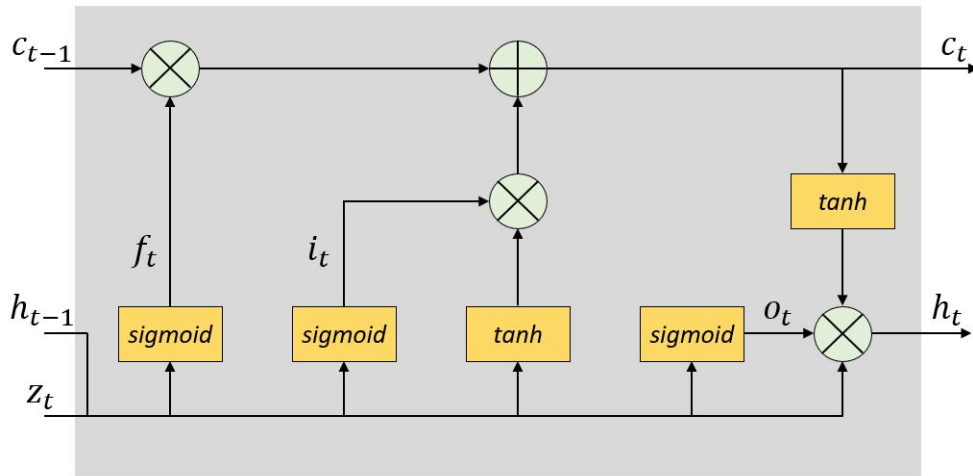 c_{t-1}
c_t
tanh
f_t
i_t
h_{t-1}
sigmoid
sigmoid
tanh
sigmoid
o_t
h_t
z_t